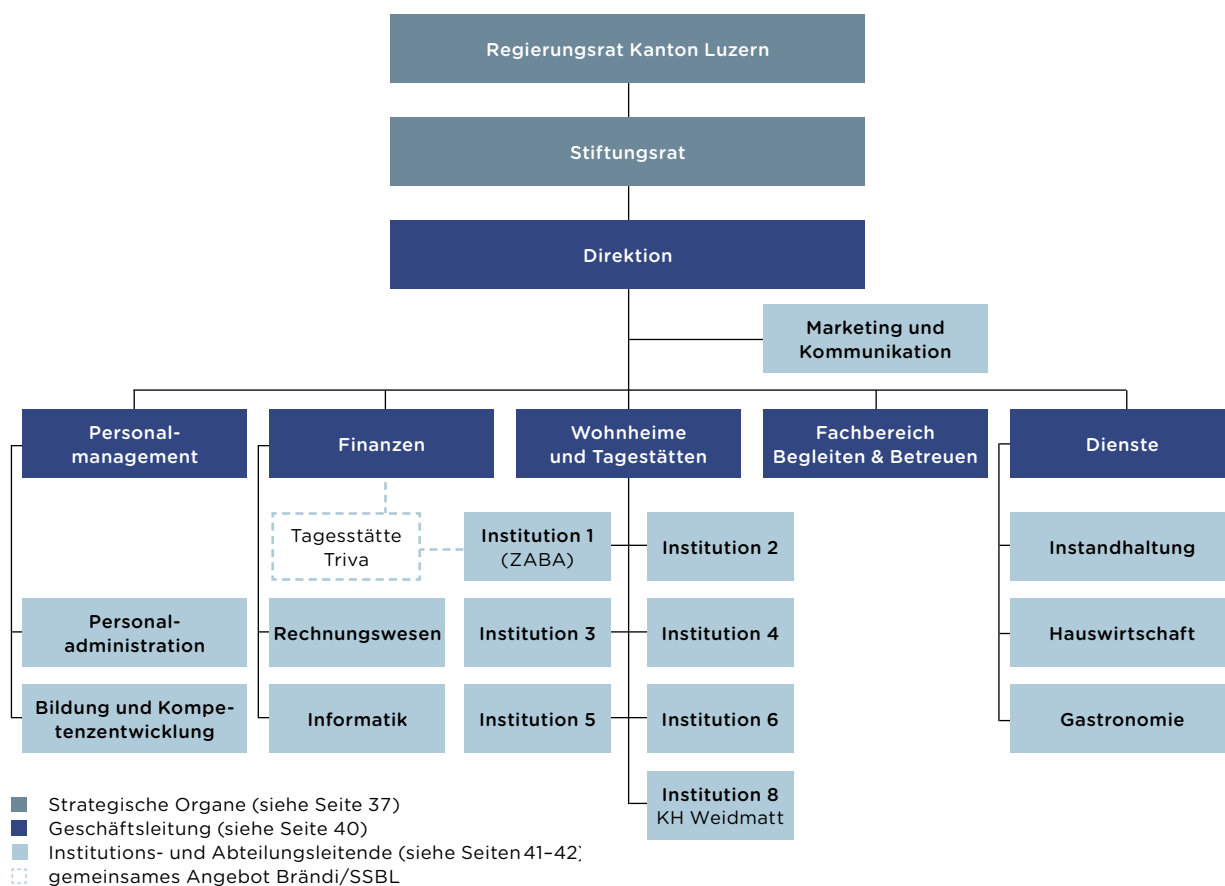 Regierungsrat Kanton Luzern
Stiftungsrat
Direktion
Marketing und
Kommunikation
Personal-
management
Finanzen
Wohnheime
und Tagestätten
Fachbereich
Begleiten & Betreuen
Dienste
Tagesstätte
Triva
Institution 1
(ZABA)
Institution 2
Instandhaltung
Personal-
administration
Rechnungswesen
Institution 3
Institution 4
Hauswirtschaft
Bildung und Kompe-
tenzentwicklung
Informatik
Institution 5
Institution 6
Gastronomie
Institution 8
KH Weidmatt
Strategische Organe (siehe Seite 37)
Geschäftsleitung (siehe Seite 40)
Institutions- und Abteilungsleitende (siehe Seiten 41–42)
gemeinsames Angebot Brändi/SSBL